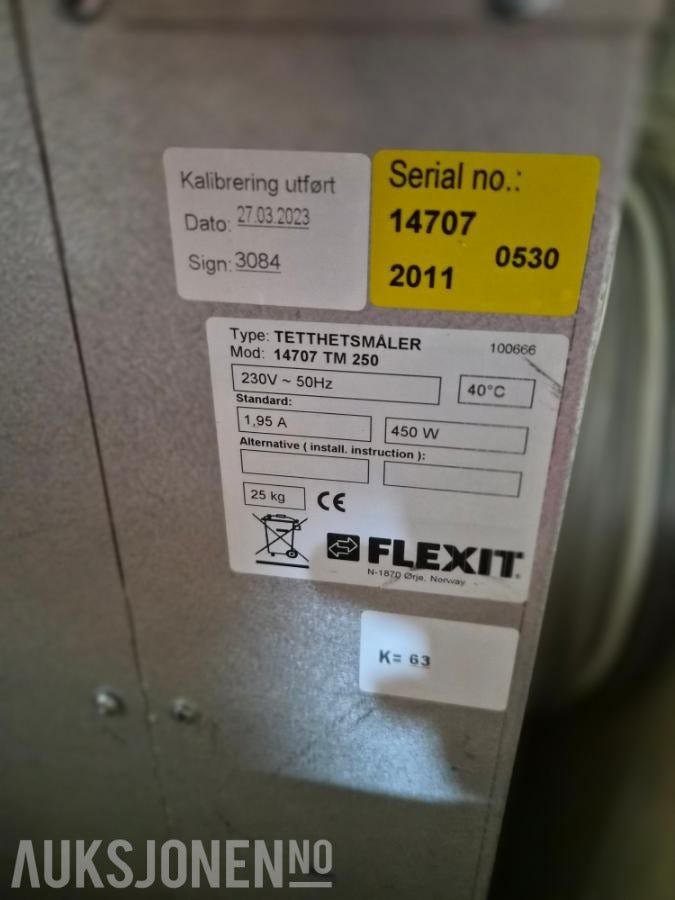 Kalibrering utført
Dato: 27.03.2023
Sign: 3084
Serial no.:
14707
2011 0530
Type: TETTHETSMÅLER 100666
Mod: 14707 TM 250
230V ~ 50Hz 40°C
Standard:
1,95 A 450 W
Alternative ( install. instruction ):
25 kg CE
FLEXIT
N-1870 Ørje, Norway
K= 63
AUKSJONEN NO